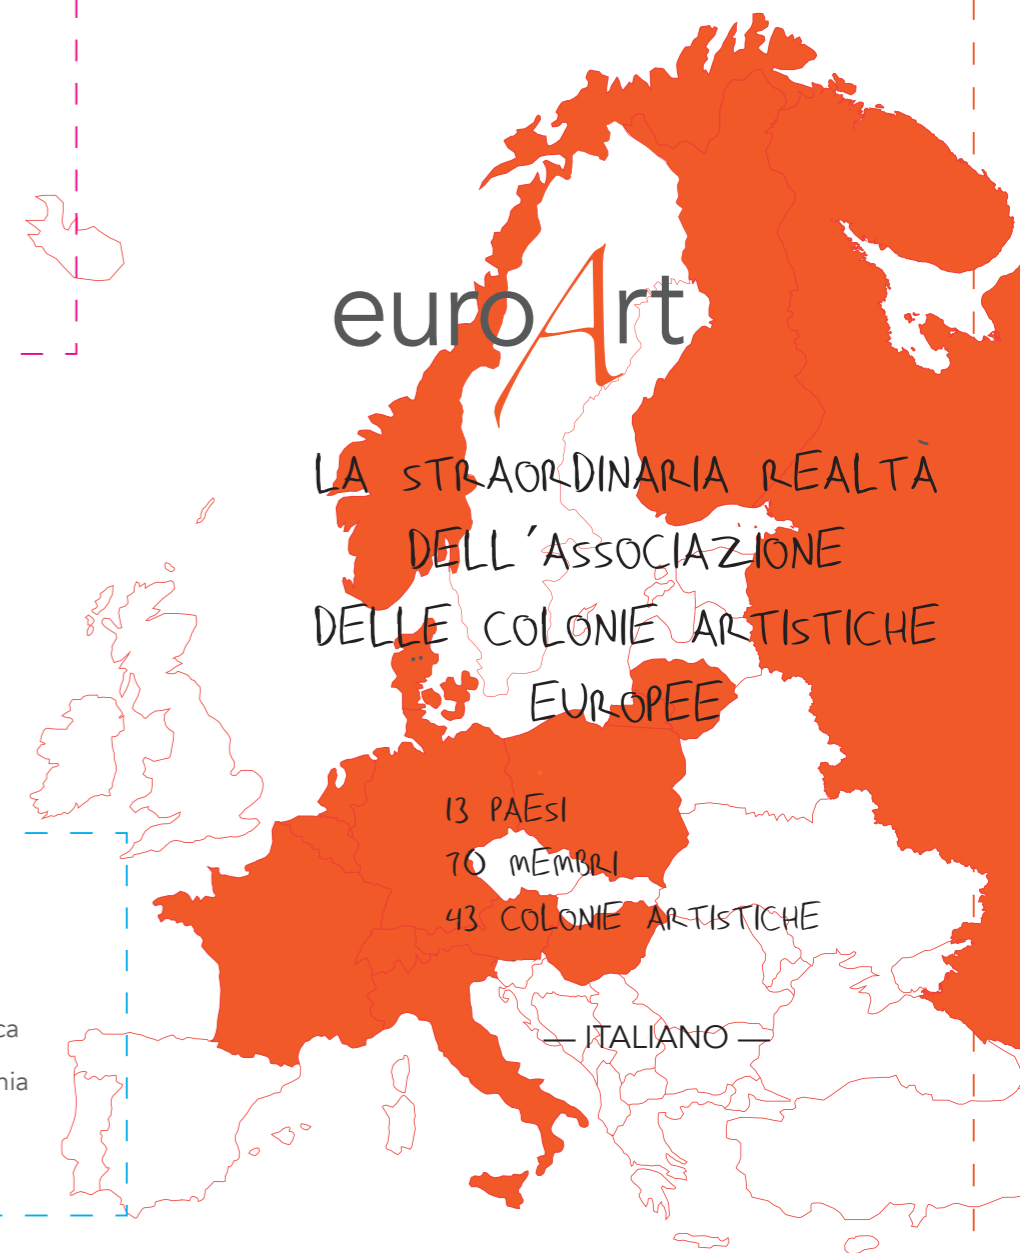 euroArt
LA STRAORDINARIA REALTÀ
DELL'ASSOCIAZIONE
DELLE COLONIE ARTISTICHE
EUROPEE
13 PAESI
70 MEMBRI
43 COLONIE ARTISTICHE
— ITALIANO —